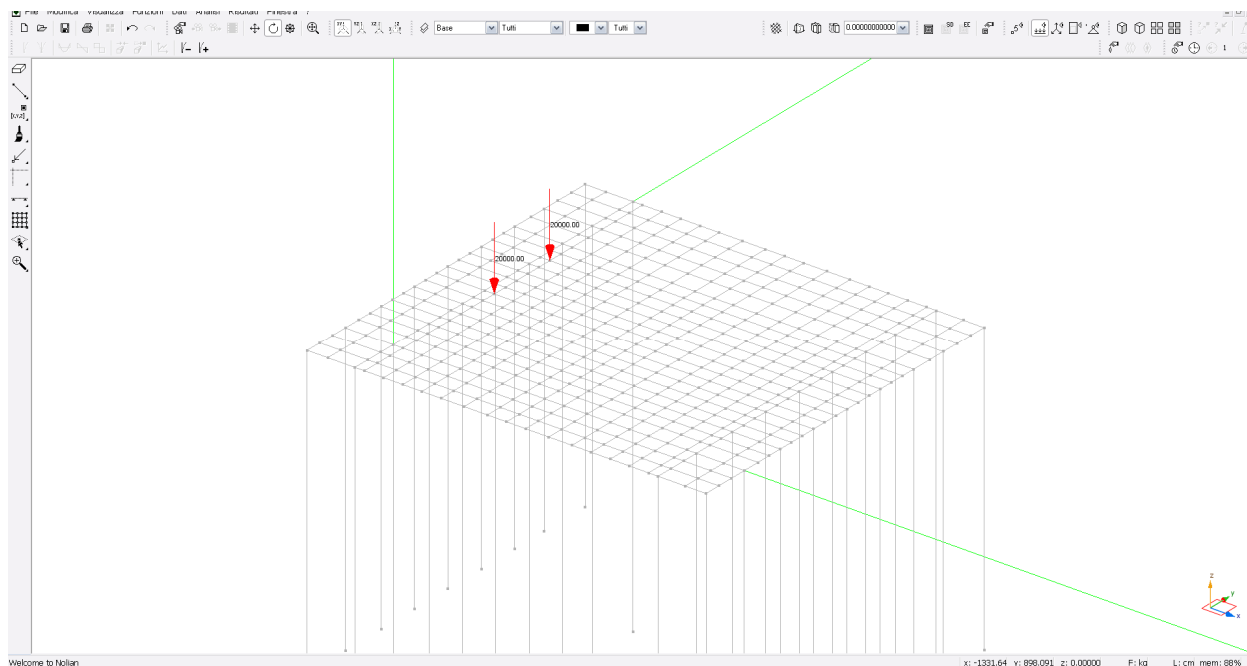 File Modifica Visualizza Funzioni Dati Analisi Risultati Finestra ?
Base Tutti Tutti 0.00000000000
1
20000.00
20000.00
z
y
x
Welcome to Nolian x: -1331.64 y: 898.091 z: 0.00000 F: kg L: cm mem: 88%